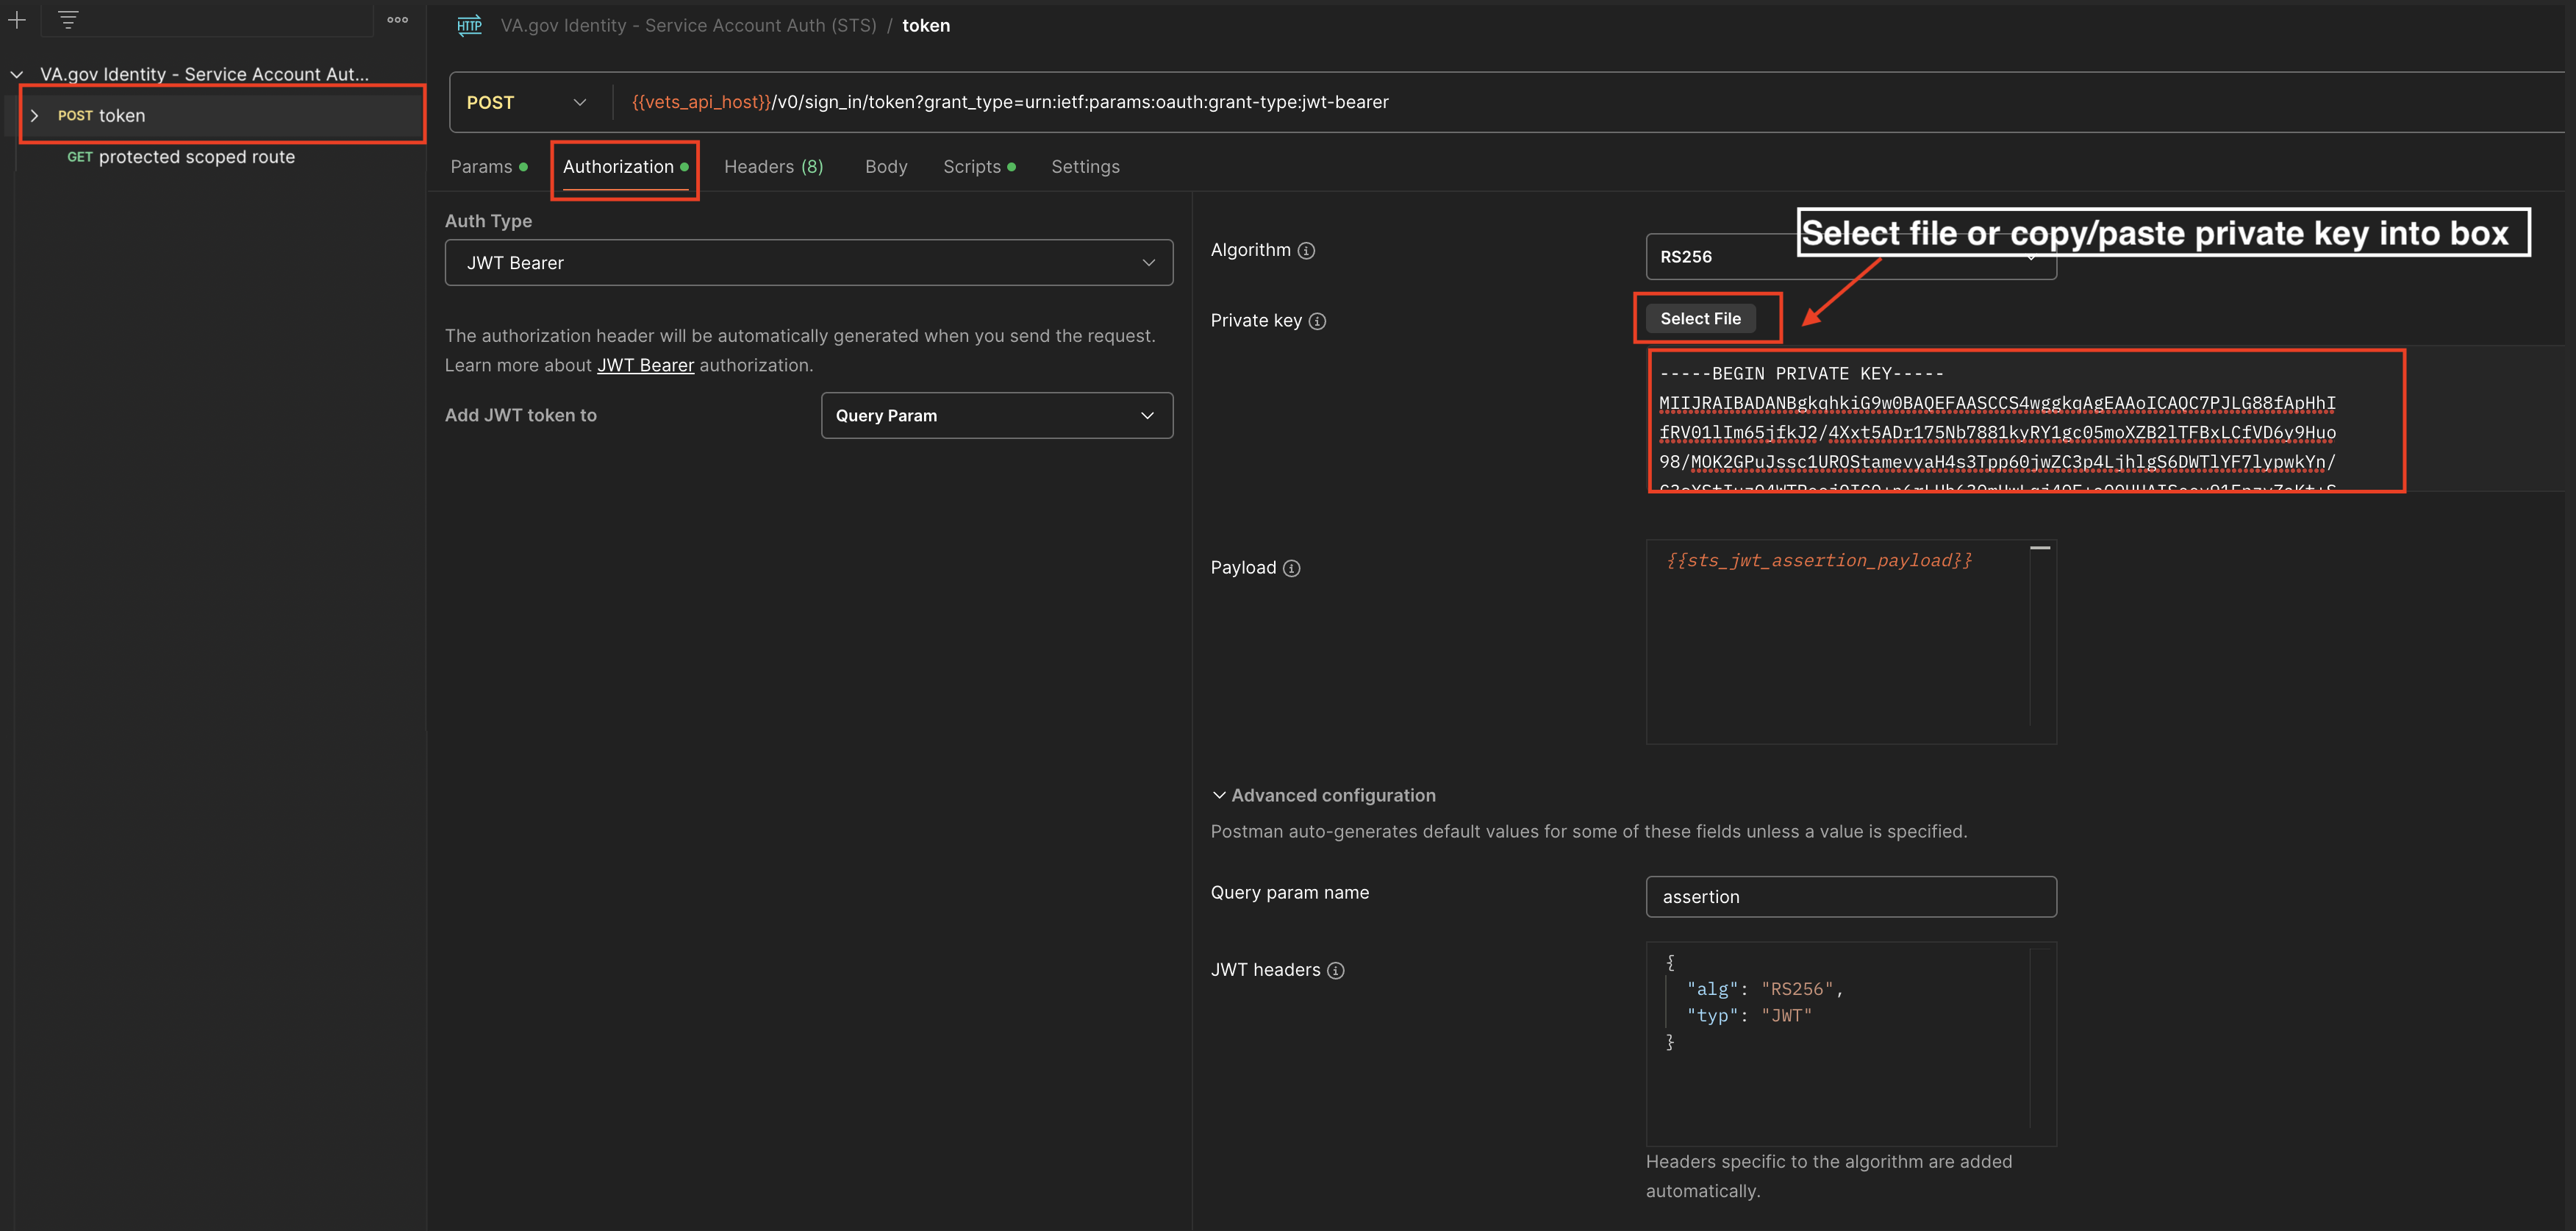 VA.gov Identity - Service Account Auth (STS) / token
VA.gov Identity - Service Account Aut...
POST token
GET protected scoped route
POST {{vets_api_host}}/v0/sign_in/token?grant_type=urn:ietf:params:oauth:grant-type:jwt-bearer
Params Authorization Headers (8) Body Scripts Settings
Auth Type
JWT Bearer
The authorization header will be automatically generated when you send the request.
Learn more about JWT Bearer authorization.
Add JWT token to Query Param
Select file or copy/paste private key into box
Algorithm RS256
Private key Select File
-----BEGIN PRIVATE KEY-----
MIIJRAIBADANBgkqhkiG9w0BAQEFAASCCS4wggkqAgEAAoICAQC7PJLG88fApHhI
fRV01lIm65jfkJ2/4Xxt5ADr175Nb7881kyRY1gc05moXZB2lTFBxLCfVD6y9Huo
98/MOK2GPuJssc1UROStamevyaH4s3Tpp60jwZC3p4LjhlgS6DWTlYF7lypwkYn/
Payload {{sts_jwt_assertion_payload}}
Advanced configuration
Postman auto-generates default values for some of these fields unless a value is specified.
Query param name assertion
JWT headers
{
"alg": "RS256",
"typ": "JWT"
}
Headers specific to the algorithm are added
automatically.